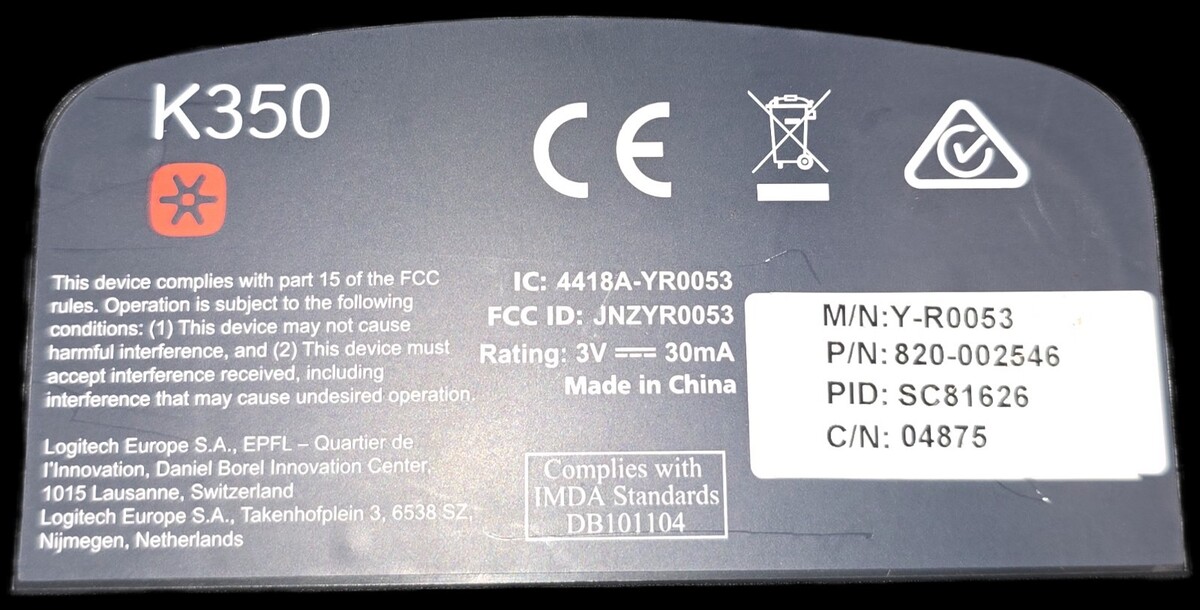 K350
CE
This device complies with part 15 of the FCC
rules. Operation is subject to the following
conditions: (1) This device may not cause
harmful interference, and (2) This device must
accept interference received, including
interference that may cause undesired operation.
Logitech Europe S.A., EPFL – Quartier de
l'Innovation, Daniel Borel Innovation Center,
1015 Lausanne, Switzerland
Logitech Europe S.A., Takenhofplein 3, 6538 SZ,
Nijmegen, Netherlands
IC: 4418A-YR0053
FCC ID: JNZYR0053
Rating: 3V ⎓ 30mA
Made in China
Complies with
IMDA Standards
DB101104
M/N:Y-R0053
P/N: 820-002546
PID: SC81626
C/N: 04875